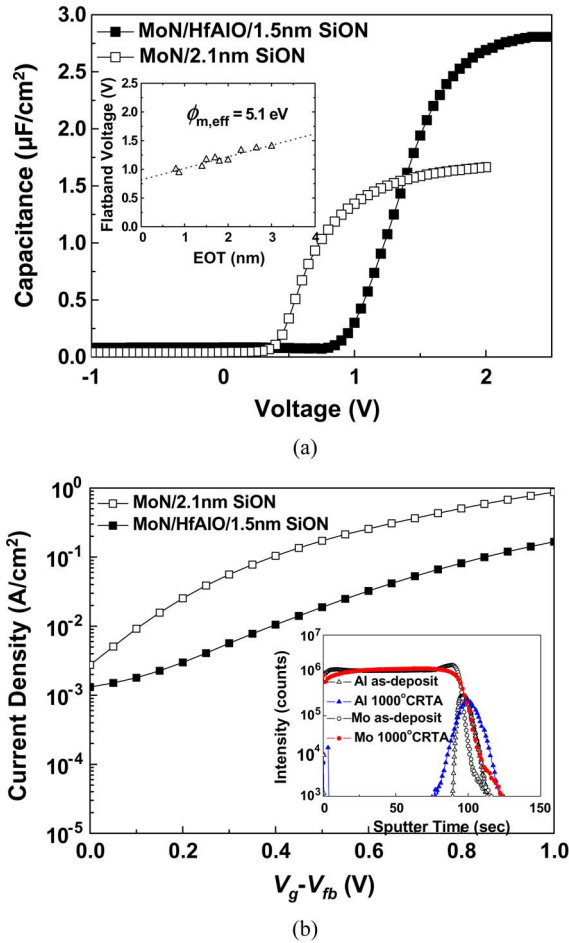 MoN/HfAlO/1.5nm SiON
MoN/2.1nm SiON
Capacitance (µF/cm²)
3.0
2.5
2.0
1.5
1.0
0.5
0.0
Flatband Voltage (V)
2.5
2.0
1.5
1.0
0.5
0.0
ϕm,eff = 5.1 eV
0 1 2 3 4
EOT (nm)
-1 0 1 2
Voltage (V)
(a)
MoN/2.1nm SiON
MoN/HfAlO/1.5nm SiON
Current Density (A/cm²)
10⁰
10⁻¹
10⁻²
10⁻³
10⁻⁴
10⁻⁵
Intensity (counts)
10⁷
10⁶
10⁵
10⁴
10³
Al as-deposit
Al 1000°CRTA
Mo as-deposit
Mo 1000°CRTA
0 50 100 150
Sputter Time (sec)
0.0 0.2 0.4 0.6 0.8 1.0
Vg-Vfb (V)
(b)